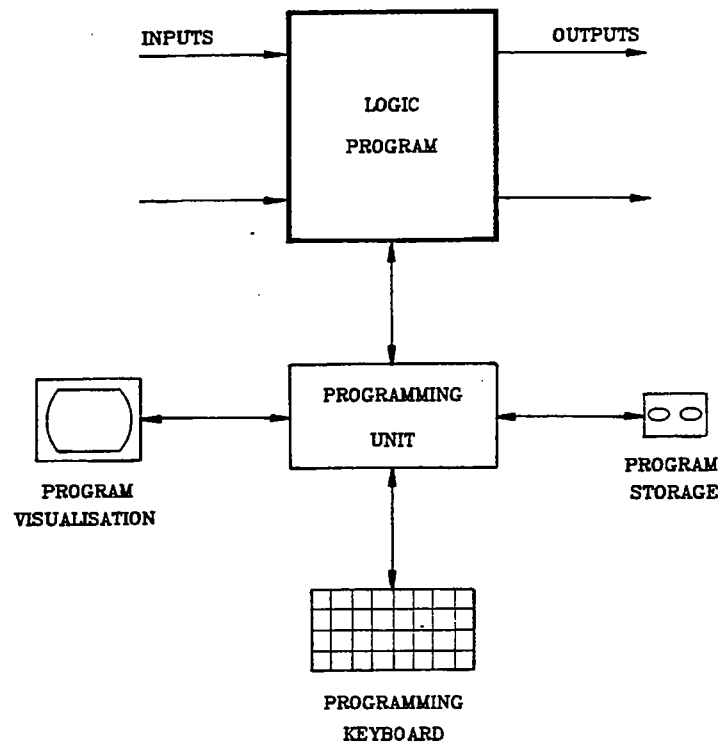 INPUTS
OUTPUTS
LOGIC
PROGRAM
PROGRAMMING
UNIT
PROGRAM
VISUALISATION
PROGRAM
STORAGE
PROGRAMMING
KEYBOARD